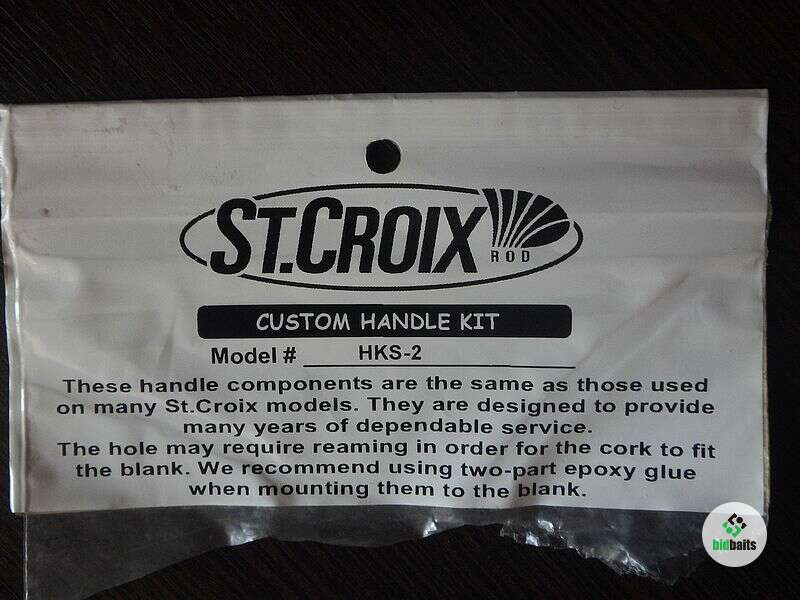 ST.CROIX
ROD
CUSTOM HANDLE KIT
Model # HKS-2
These handle components are the same as those used
on many St.Croix models. They are designed to provide
many years of dependable service.
The hole may require reaming in order for the cork to fit
the blank. We recommend using two-part epoxy glue
when mounting them to the blank.
bidbaits